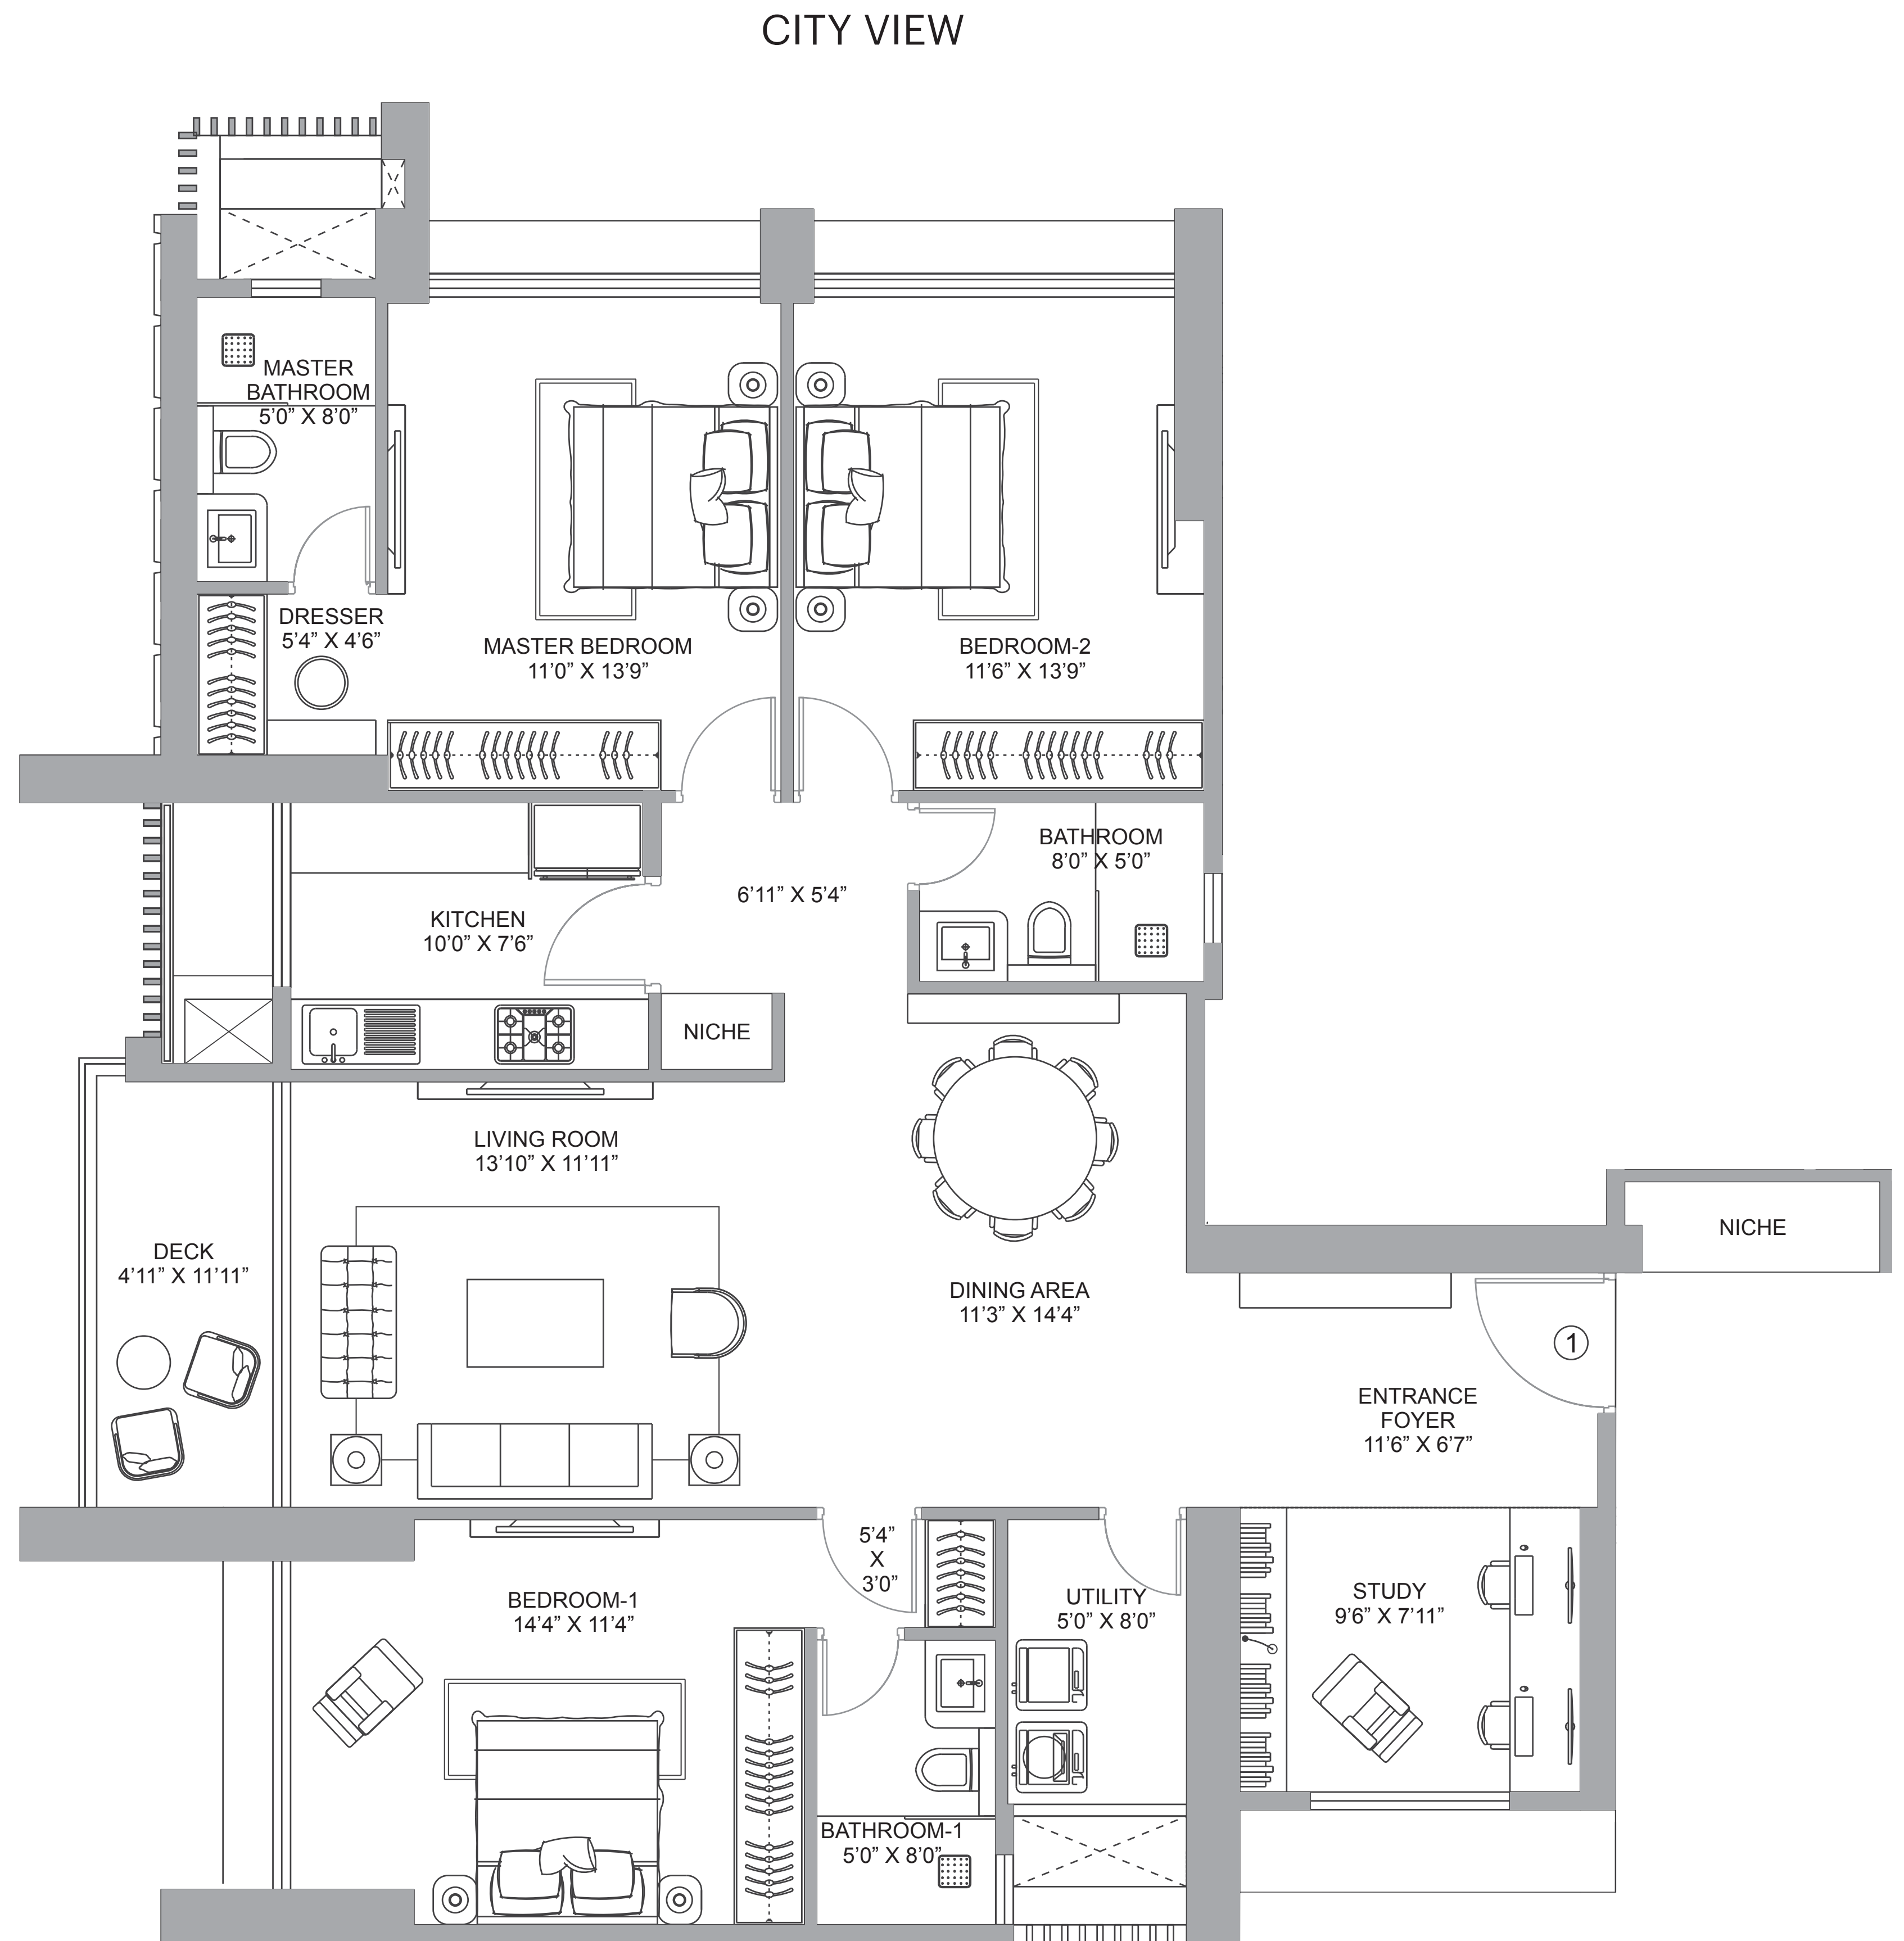 CITY VIEW
MASTER
BATHROOM
5'0” X 8'0”
DRESSER
5'4” X 4'6”
MASTER BEDROOM
11'0” X 13'9”
BEDROOM-2
11'6” X 13'9”
BATHROOM
8'0” X 5'0”
6'11” X 5'4”
KITCHEN
10'0” X 7'6”
NICHE
LIVING ROOM
13'10” X 11'11”
DECK
4'11” X 11'11”
DINING AREA
11'3” X 14'4”
NICHE
1
ENTRANCE
FOYER
11'6” X 6'7”
5'4”
X
3'0”
BEDROOM-1
14'4” X 11'4”
UTILITY
5'0” X 8'0”
STUDY
9'6” X 7'11”
BATHROOM-1
5'0” X 8'0”